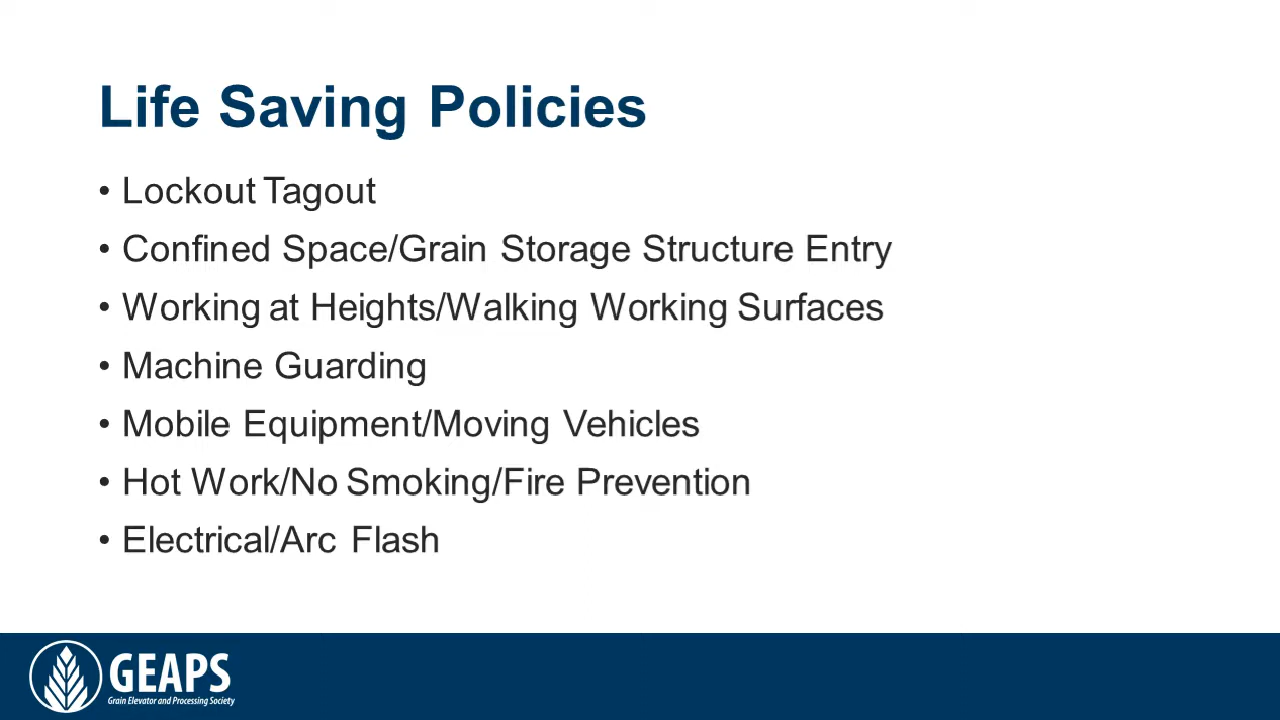 Life Saving Policies
• Lockout Tagout
• Confined Space/Grain Storage Structure Entry
• Working at Heights/Walking Working Surfaces
• Machine Guarding
• Mobile Equipment/Moving Vehicles
• Hot Work/No Smoking/Fire Prevention
• Electrical/Arc Flash
GEAPS
Grain Elevator and Processing Society